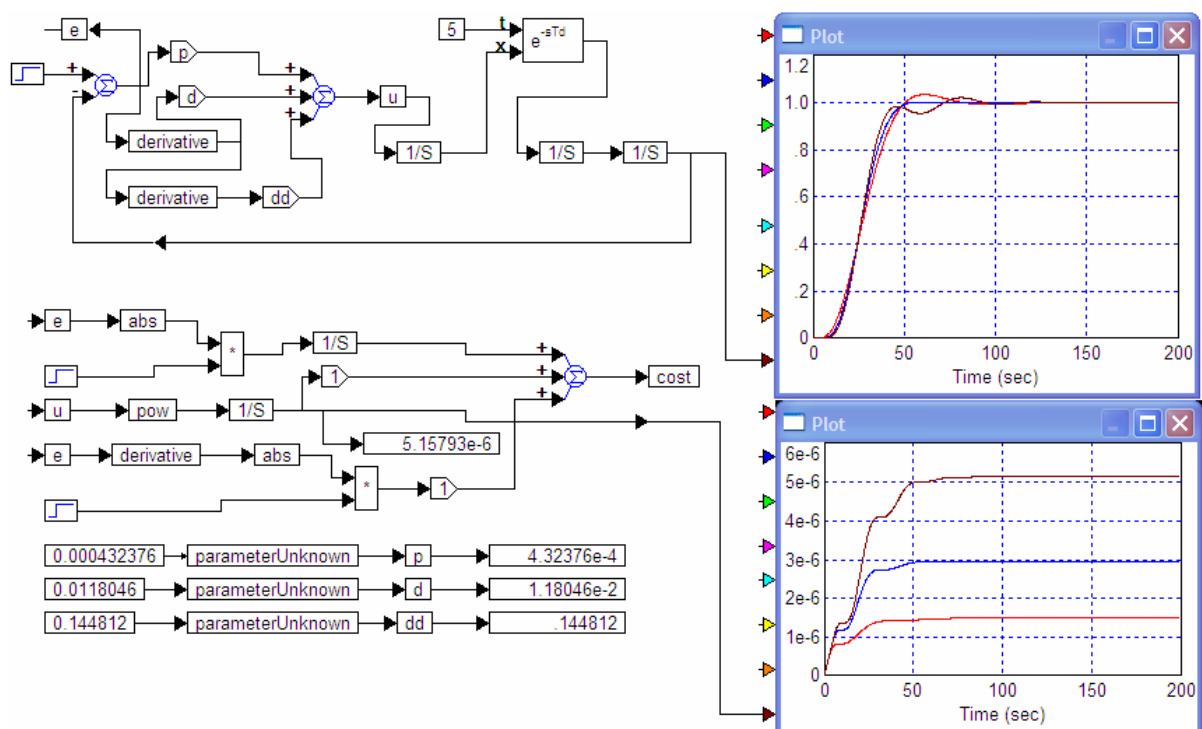 e
+
-
p
d
derivative
derivative
dd
+
+
+
Σ
Σ
u
1/S
5
t
x
e^-sTd
1/S
1/S
Plot
1.2
1.0
.8
.6
.4
.2
0
0 50 100 150 200
Time (sec)
e
abs
*
1/S
1
+
+
+
Σ
cost
u
pow
1/S
5.15793e-6
e
derivative
abs
*
1
0.000432376
parameterUnknown
p
4.32376e-4
0.0118046
parameterUnknown
d
1.18046e-2
0.144812
parameterUnknown
dd
.144812
Plot
6e-6
5e-6
4e-6
3e-6
2e-6
1e-6
0
0 50 100 150 200
Time (sec)